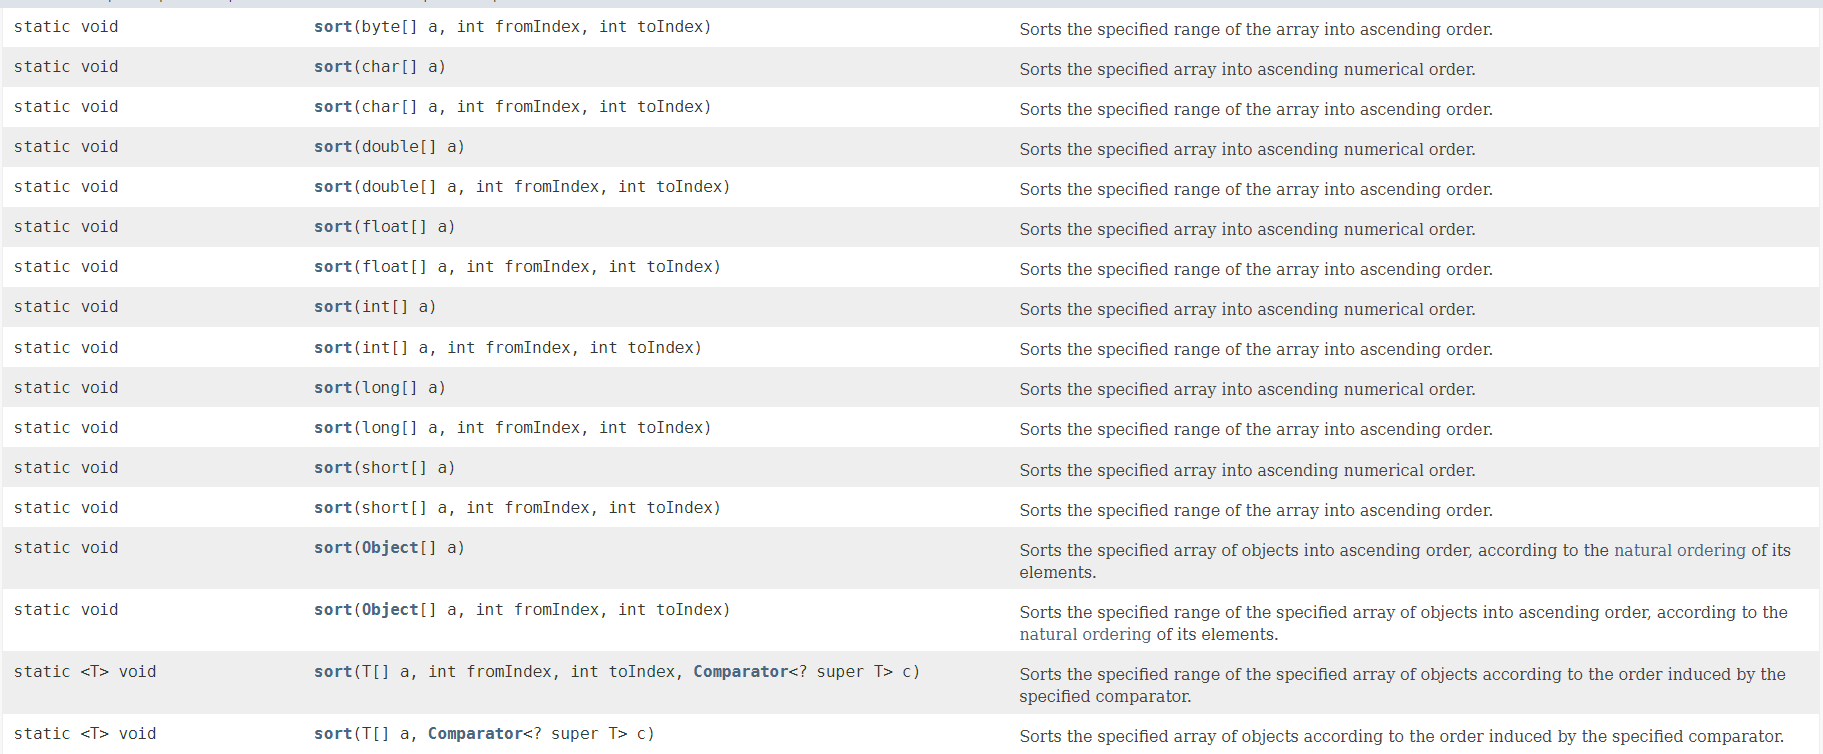 static void sort(byte[] a, int fromIndex, int toIndex) Sorts the specified range of the array into ascending order.
static void sort(char[] a) Sorts the specified array into ascending numerical order.
static void sort(char[] a, int fromIndex, int toIndex) Sorts the specified range of the array into ascending order.
static void sort(double[] a) Sorts the specified array into ascending numerical order.
static void sort(double[] a, int fromIndex, int toIndex) Sorts the specified range of the array into ascending order.
static void sort(float[] a) Sorts the specified array into ascending numerical order.
static void sort(float[] a, int fromIndex, int toIndex) Sorts the specified range of the array into ascending order.
static void sort(int[] a) Sorts the specified array into ascending numerical order.
static void sort(int[] a, int fromIndex, int toIndex) Sorts the specified range of the array into ascending order.
static void sort(long[] a) Sorts the specified array into ascending numerical order.
static void sort(long[] a, int fromIndex, int toIndex) Sorts the specified range of the array into ascending order.
static void sort(short[] a) Sorts the specified array into ascending numerical order.
static void sort(short[] a, int fromIndex, int toIndex) Sorts the specified range of the array into ascending order.
static void sort(Object[] a) Sorts the specified array of objects into ascending order, according to the natural ordering of its
elements.
static void sort(Object[] a, int fromIndex, int toIndex) Sorts the specified range of the specified array of objects into ascending order, according to the
natural ordering of its elements.
static <T> void sort(T[] a, int fromIndex, int toIndex, Comparator<? super T> c) Sorts the specified range of the specified array of objects according to the order induced by the
specified comparator.
static <T> void sort(T[] a, Comparator<? super T> c) Sorts the specified array of objects according to the order induced by the specified comparator.